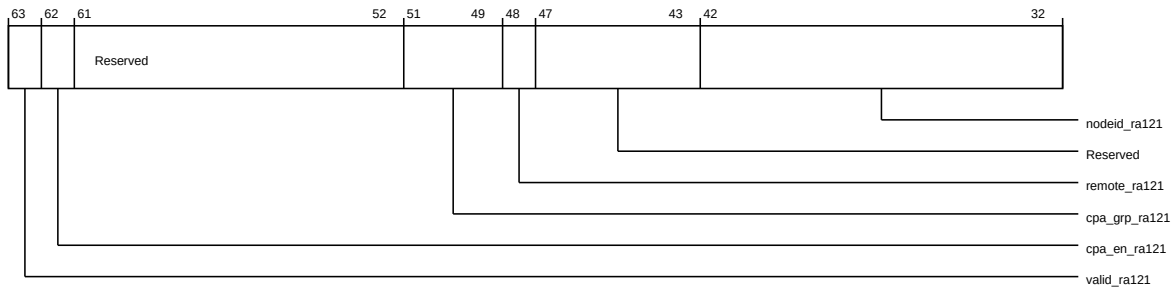 63 62 61 52 51 49 48 47 43 42 32
Reserved
nodeid_ra121
Reserved
remote_ra121
cpa_grp_ra121
cpa_en_ra121
valid_ra121